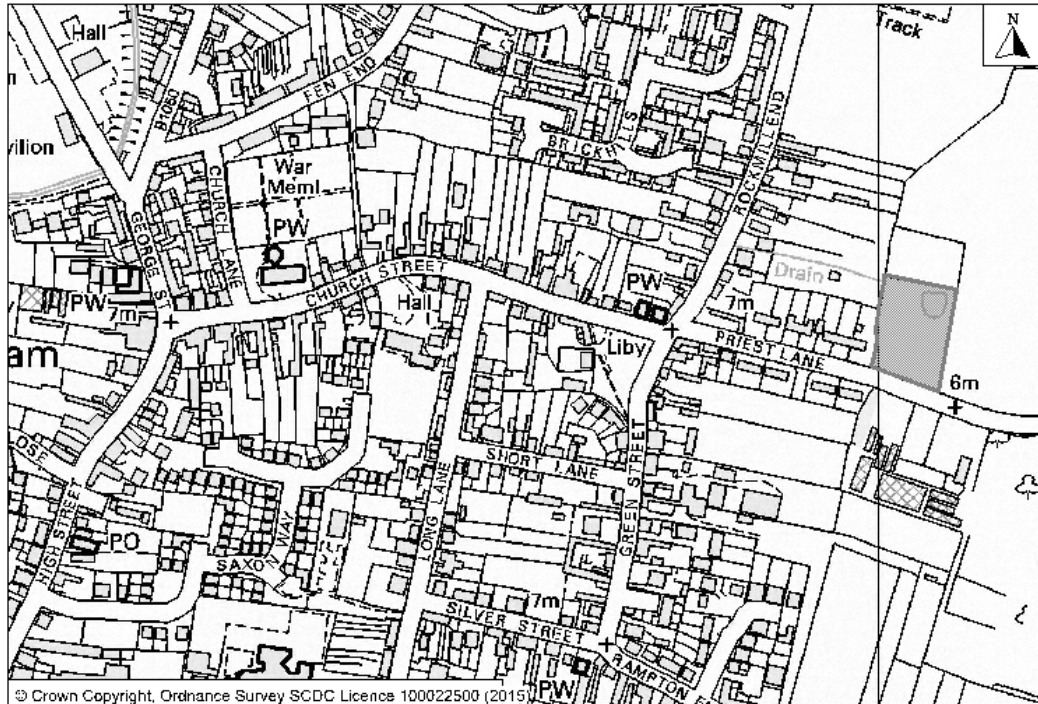 Hall
Track
N
B1050
FEN END
vilion
War
Meml
BRICKHILLS
ROCKMILL END
CHURCH LANE
PW
GEORGE S
CHURCH STREET
Drain
PW
7m
Hall
PW
7m
Liby
PRIEST LANE
am
6m
OSE
SHORT LANE
GREEN STREET
ONG LANE
HIGH STREET
PO
SAXON WAY
7m
SILVER STREET
RAMPTON E
PW
© Crown Copyright, Ordnance Survey SCDC Licence 100022500 (2015)